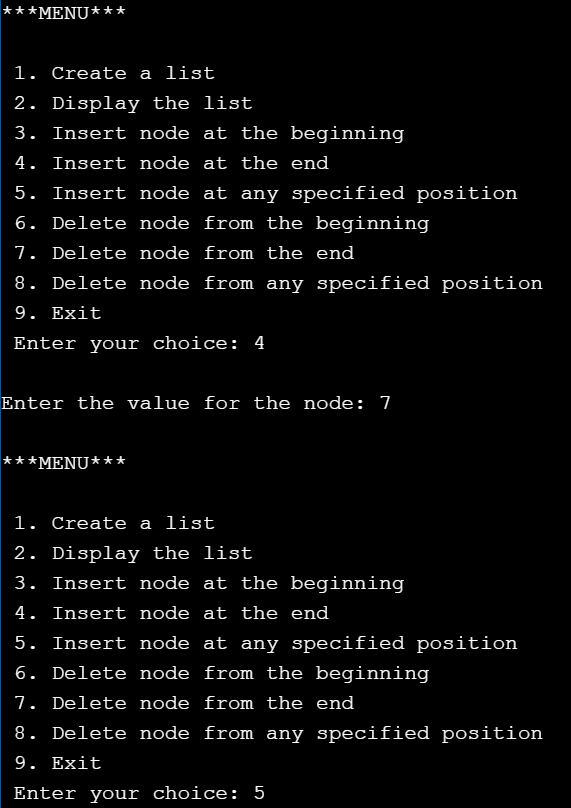 ***MENU***
1. Create a list
2. Display the list
3. Insert node at the beginning
4. Insert node at the end
5. Insert node at any specified position
6. Delete node from the beginning
7. Delete node from the end
8. Delete node from any specified position
9. Exit
Enter your choice: 4
Enter the value for the node: 7
***MENU***
1. Create a list
2. Display the list
3. Insert node at the beginning
4. Insert node at the end
5. Insert node at any specified position
6. Delete node from the beginning
7. Delete node from the end
8. Delete node from any specified position
9. Exit
Enter your choice: 5